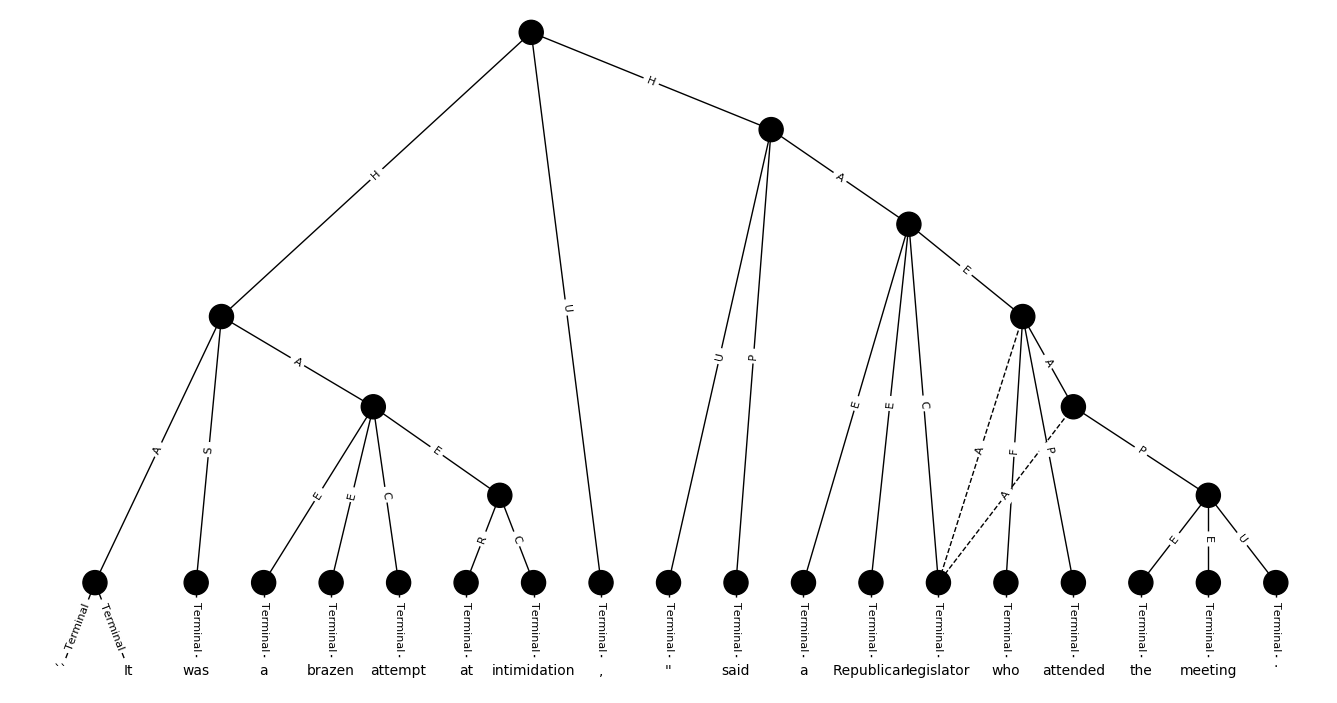 H
H
A
H
A
E
U
A
A
U
P
E
E
C
A
S
E
A
F
P
P
E
E
C
A
R
C
E
E
U
Terminal Terminal Terminal Terminal Terminal Terminal Terminal Terminal Terminal Terminal Terminal Terminal Terminal Terminal Terminal Terminal Terminal Terminal Terminal
`` It was a brazen attempt at intimidation , " said a Republican legislator who attended the meeting .